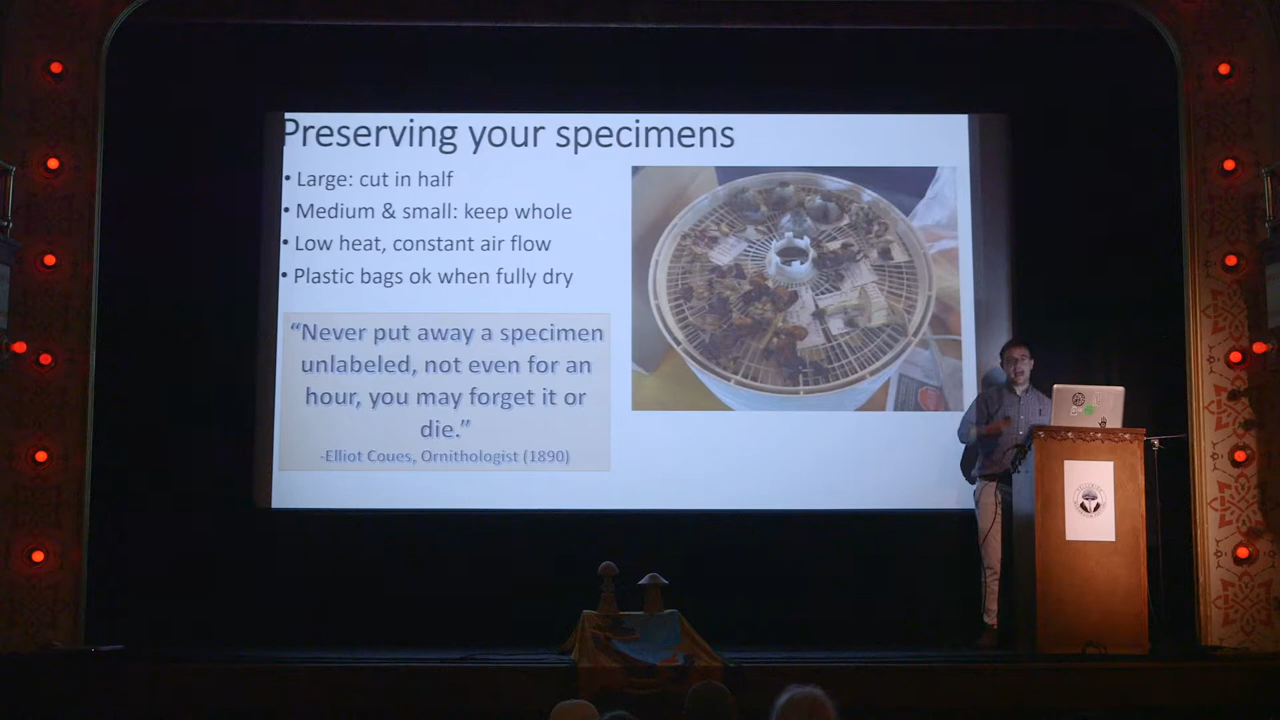 Preserving your specimens
• Large: cut in half
• Medium & small: keep whole
• Low heat, constant air flow
• Plastic bags ok when fully dry
“Never put away a specimen
unlabeled, not even for an
hour, you may forget it or
die.”
-Elliot Coues, Ornithologist (1890)